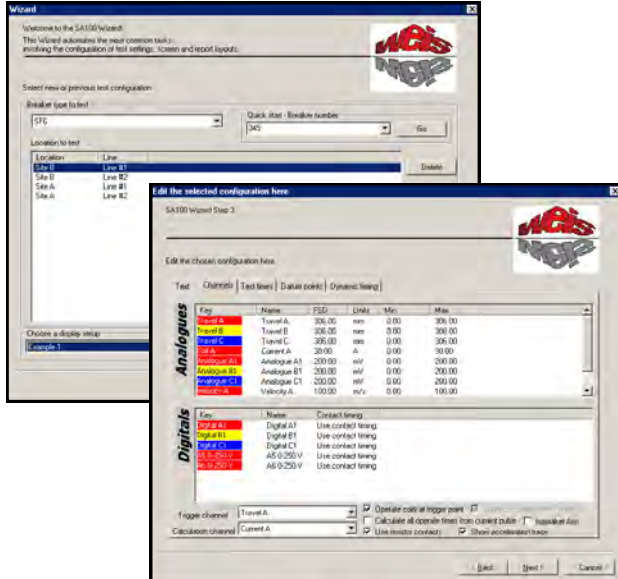 Wizard
Welcome to the SA100 Wizard!
This Wizard automates the most common tasks,
involving the configuration of test settings, screen and report layouts.
WEIS
Select new or previous test configuration
Breaker type to test
SF6
Quick start - Breaker number
345
Go
Location to test
Location Line
Site B Line #1
Site B Line #2
Site A Line #1
Site A Line #2
Delete
Choose a display setup
Example 1
Edit the selected configuration here
SA100 Wizard Step 3
WEIS
Edit the chosen configuration here.
Text Channels Test times Datum points Dynamic timing
Analogues
Key Name FSD Units Min Max
Travel A Travel A 306.00 mm 0.00 306.00
Travel B Travel B 306.00 mm 0.00 306.00
Travel C Travel C 306.00 mm 0.00 306.00
Current A 30.00 A 0.00 30.00
Analogue A1 Analogue A1 200.00 mV 0.00 200.00
Analogue B1 Analogue B1 200.00 mV 0.00 200.00
Analogue C1 Analogue C1 200.00 mV 0.00 200.00
Velocity A Velocity A 100.00 m/s 0.00 100.00
Digitals
Key Name Contact timing
Digital A1 Digital A1 Use contact timing
Digital B1 Digital B1 Use contact timing
Digital C1 Digital C1 Use contact timing
A5 0-250 V A5 0-250 V Use contact timing
A6 0-250 V A6 0-250 V Use contact timing
Trigger channel Travel A
Operate coils at trigger point
Calculate all operate times from current pulse
Calculation channel Current A
Use resistor contacts
Show acceleration trace
Back Next > Cancel